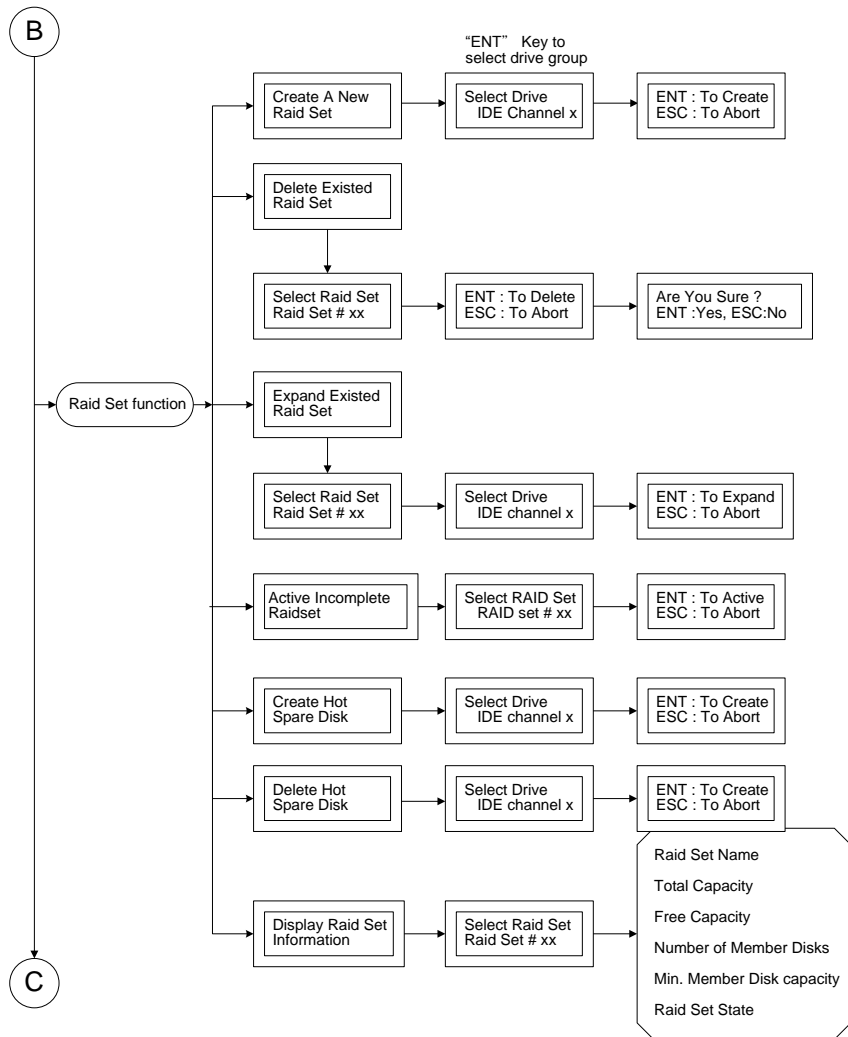 B
“ENT” Key to
select drive group
Create A New
Raid Set
Select Drive
IDE Channel x
ENT : To Create
ESC : To Abort
Delete Existed
Raid Set
Select Raid Set
Raid Set # xx
ENT : To Delete
ESC : To Abort
Are You Sure ?
ENT :Yes, ESC:No
Raid Set function
Expand Existed
Raid Set
Select Raid Set
Raid Set # xx
Select Drive
IDE channel x
ENT : To Expand
ESC : To Abort
Active Incomplete
Raidset
Select RAID Set
RAID set # xx
ENT : To Active
ESC : To Abort
Create Hot
Spare Disk
Select Drive
IDE channel x
ENT : To Create
ESC : To Abort
Delete Hot
Spare Disk
Select Drive
IDE channel x
ENT : To Create
ESC : To Abort
Display Raid Set
Information
Select Raid Set
Raid Set # xx
Raid Set Name
Total Capacity
Free Capacity
Number of Member Disks
Min. Member Disk capacity
Raid Set State
C